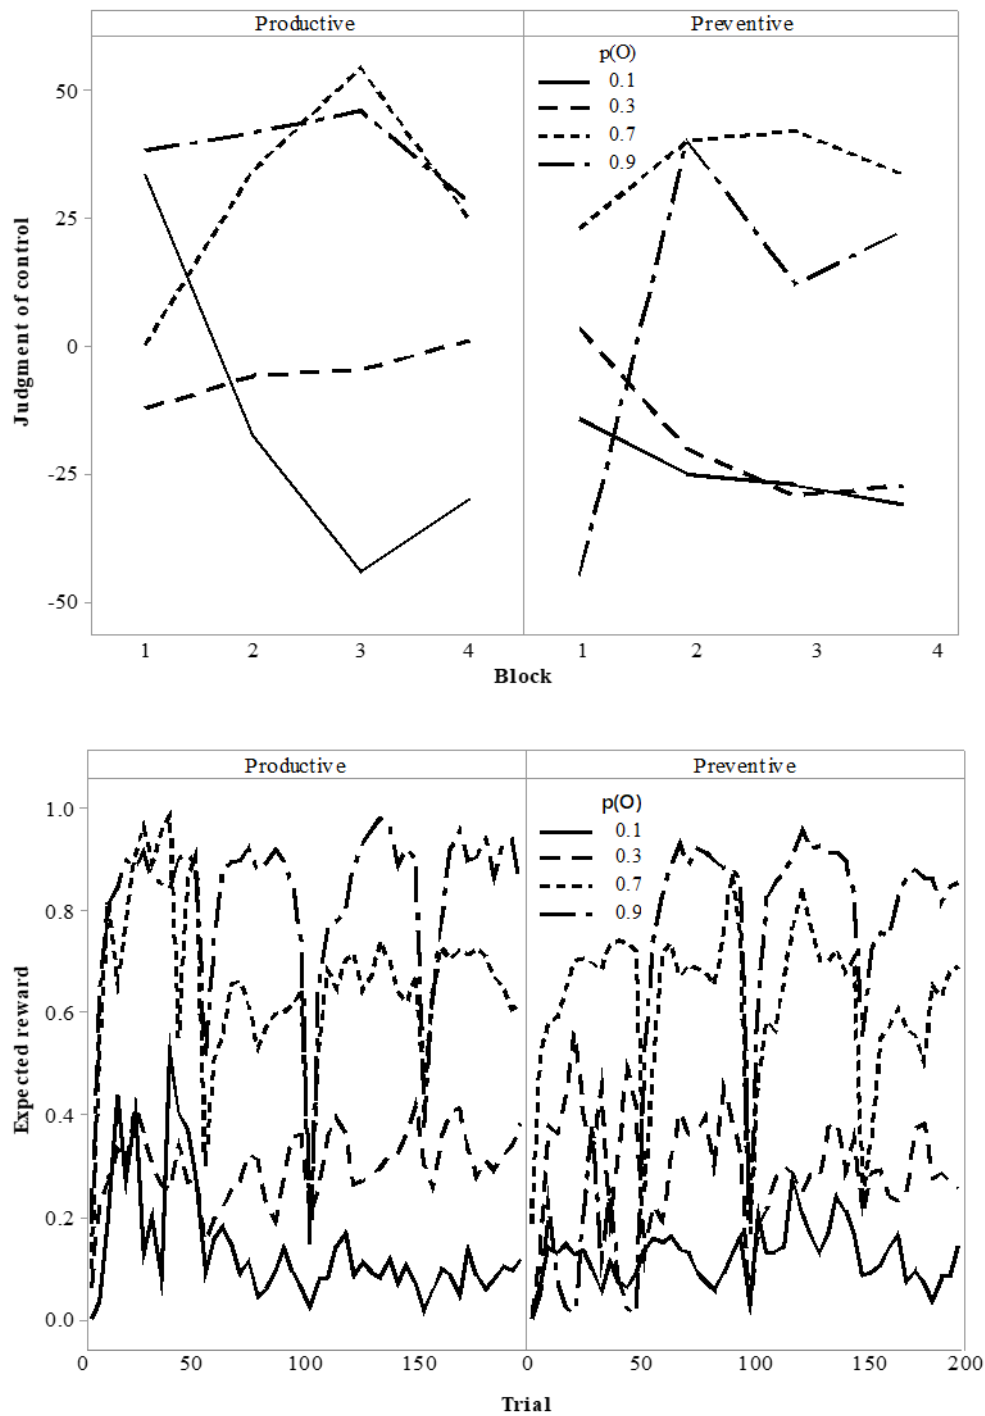 Productive Preventive
p(O)
0.1
0.3
0.7
0.9
50
25
0
-25
-50
Judgment of control
1 2 3 4 1 2 3 4
Block
Productive Preventive
p(O)
0.1
0.3
0.7
0.9
1.0
0.8
0.6
0.4
0.2
0.0
Expected reward
0 50 100 150 0 50 100 150 200
Trial